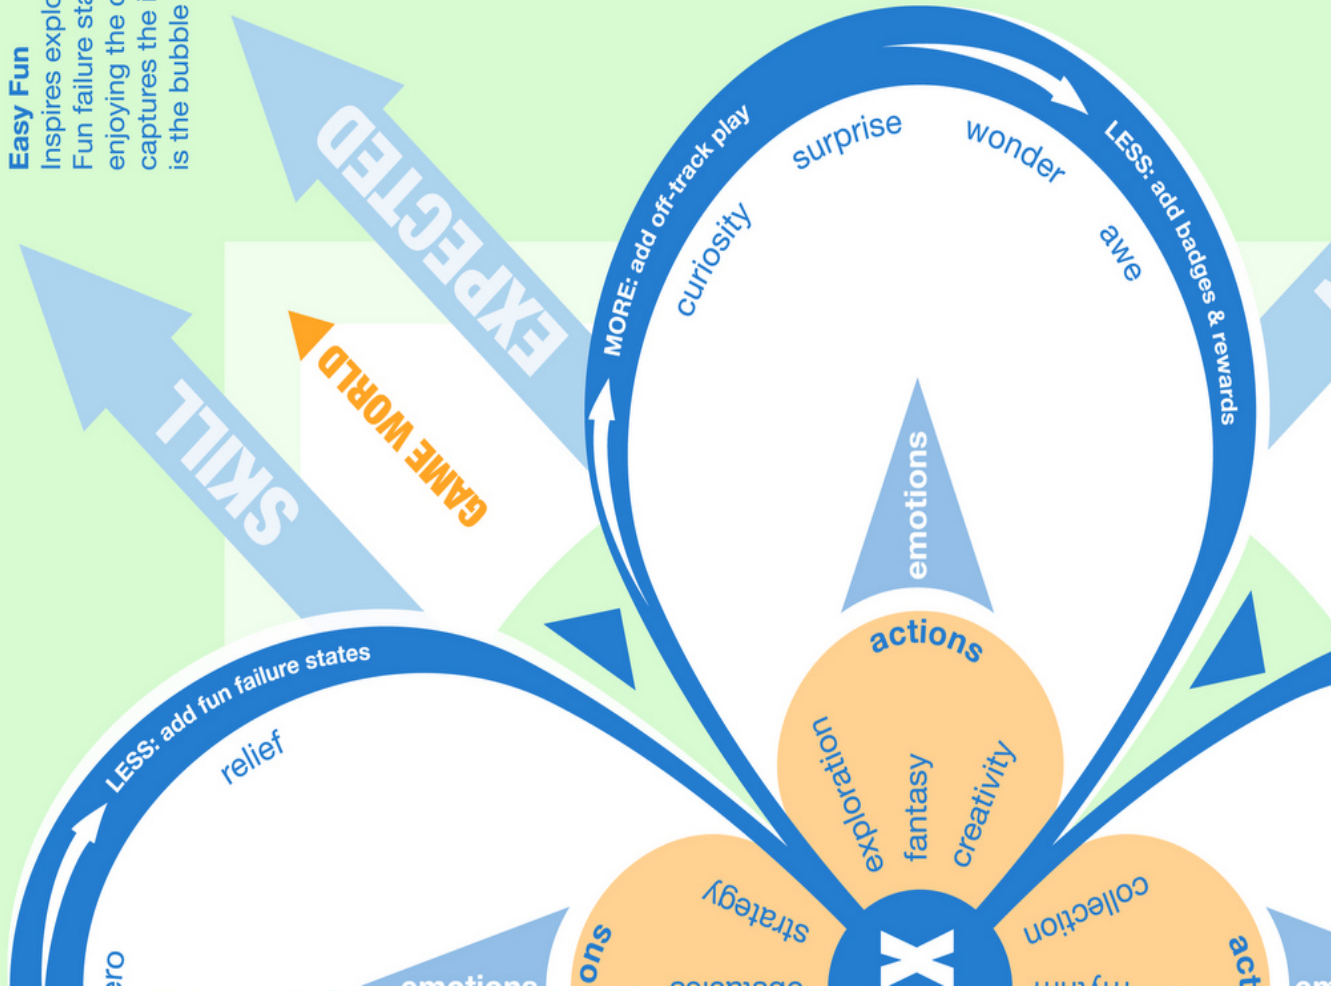 Easy Fun
Inspires
Fun failure
enjoying the
captures the
is the bubble
EXPECTED
SKILL
GAME WORLD
MORE: add off-track play
LESS: add badges & rewards
curiosity
surprise
wonder
awe
emotions
actions
exploration
fantasy
creativity
LESS: add fun failure states
relief
strategy
collection
X
emotions